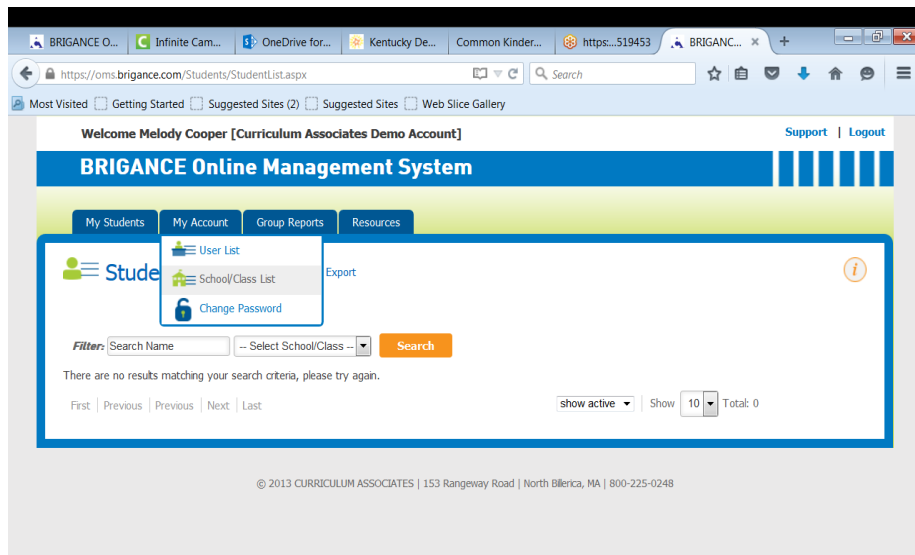 BRIGANCE O... Infinite Cam... OneDrive for... Kentucky De... Common Kinder... https:...519453 BRIGANC...
https://oms.brigance.com/Students/StudentList.aspx Search
Most Visited Getting Started Suggested Sites (2) Suggested Sites Web Slice Gallery
Welcome Melody Cooper [Curriculum Associates Demo Account] Support | Logout
BRIGANCE Online Management System
My Students My Account Group Reports Resources
User List
Stude Export
School/Class List
Change Password
Filter: Search Name -- Select School/Class -- Search
There are no results matching your search criteria, please try again.
First | Previous | Previous | Next | Last show active | Show 10 Total: 0
© 2013 CURRICULUM ASSOCIATES | 153 Rangeway Road | North Billerica, MA | 800-225-0248